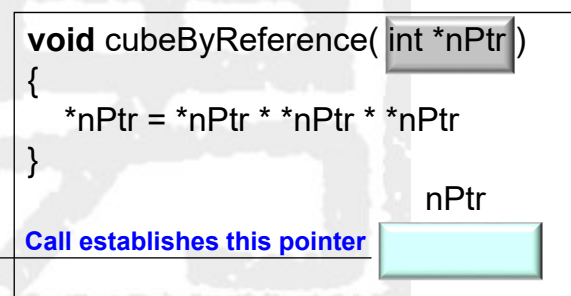 void cubeByReference( int *nPtr )
{
*nPtr = *nPtr * *nPtr * *nPtr
}
nPtr
Call establishes this pointer